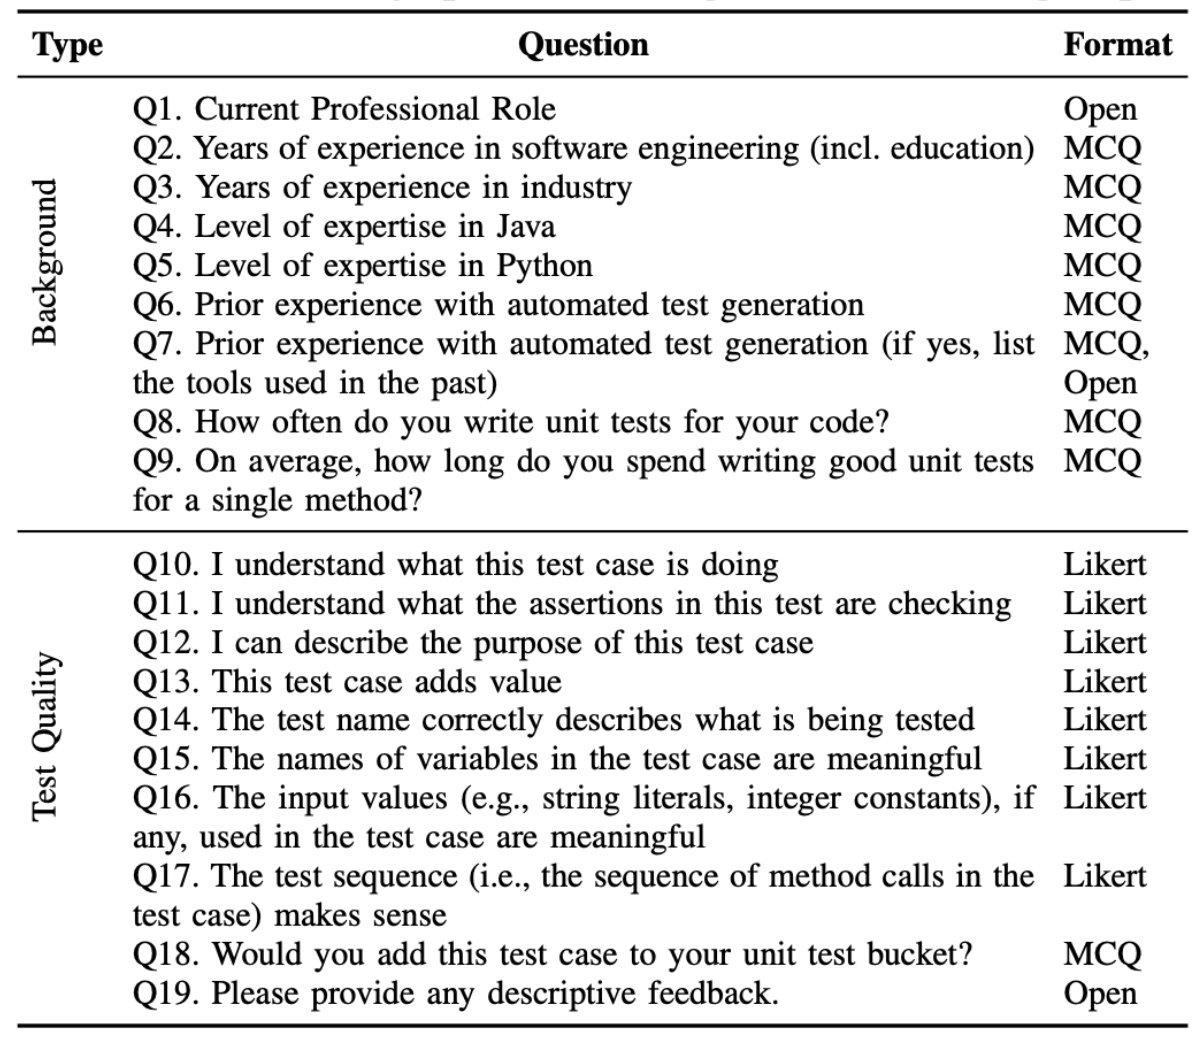 Type Question Format
Background
Q1. Current Professional Role Open
Q2. Years of experience in software engineering (incl. education) MCQ
Q3. Years of experience in industry MCQ
Q4. Level of expertise in Java MCQ
Q5. Level of expertise in Python MCQ
Q6. Prior experience with automated test generation MCQ
Q7. Prior experience with automated test generation (if yes, list MCQ,
the tools used in the past) Open
Q8. How often do you write unit tests for your code? MCQ
Q9. On average, how long do you spend writing good unit tests MCQ
for a single method?
Test Quality
Q10. I understand what this test case is doing Likert
Q11. I understand what the assertions in this test are checking Likert
Q12. I can describe the purpose of this test case Likert
Q13. This test case adds value Likert
Q14. The test name correctly describes what is being tested Likert
Q15. The names of variables in the test case are meaningful Likert
Q16. The input values (e.g., string literals, integer constants), if Likert
any, used in the test case are meaningful
Q17. The test sequence (i.e., the sequence of method calls in the Likert
test case) makes sense
Q18. Would you add this test case to your unit test bucket? MCQ
Q19. Please provide any descriptive feedback. Open